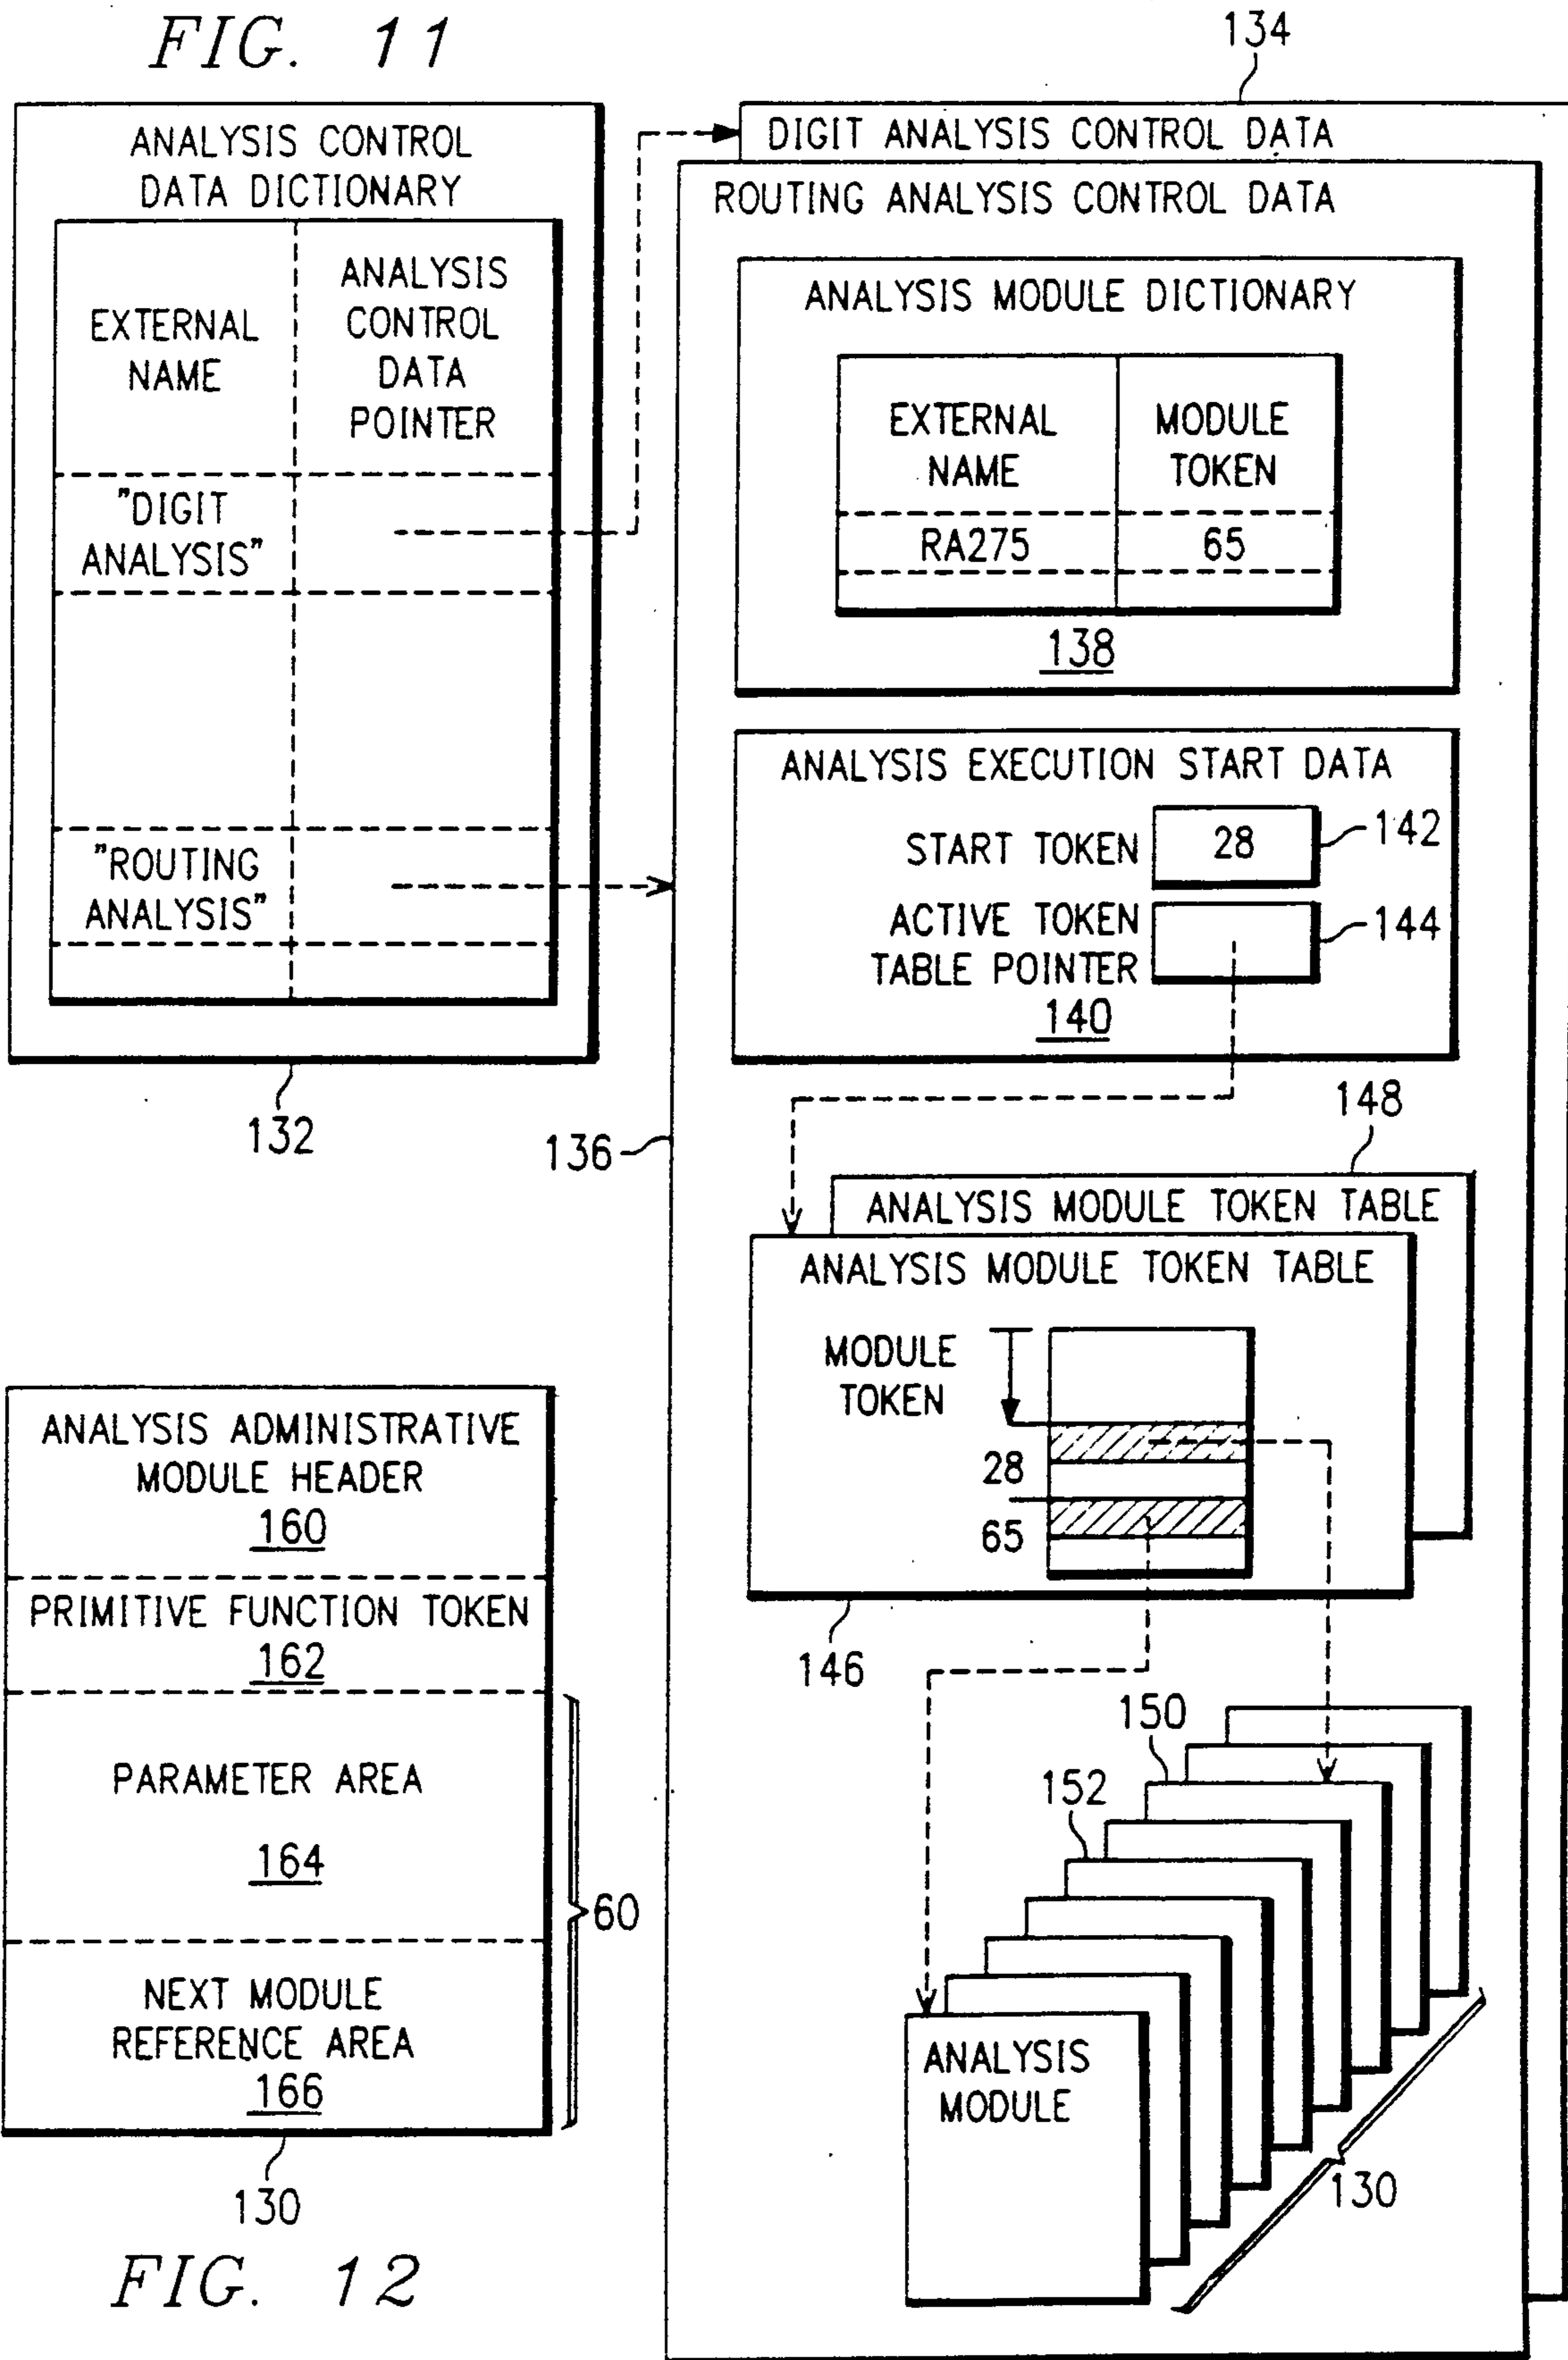 FIG. 11
ANALYSIS CONTROL
DATA DICTIONARY
EXTERNAL
NAME
ANALYSIS
CONTROL
DATA
POINTER
"DIGIT
ANALYSIS"
"ROUTING
ANALYSIS"
132
134
DIGIT ANALYSIS CONTROL DATA
ROUTING ANALYSIS CONTROL DATA
136
ANALYSIS MODULE DICTIONARY
EXTERNAL
NAME
MODULE
TOKEN
RA275
65
138
ANALYSIS EXECUTION START DATA
START TOKEN
28
142
ACTIVE TOKEN
TABLE POINTER
144
140
148
ANALYSIS MODULE TOKEN TABLE
ANALYSIS MODULE TOKEN TABLE
MODULE
TOKEN
28
65
146
150
152
ANALYSIS
MODULE
130
ANALYSIS ADMINISTRATIVE
MODULE HEADER
160
PRIMITIVE FUNCTION TOKEN
162
PARAMETER AREA
164
60
NEXT MODULE
REFERENCE AREA
166
130
FIG. 12